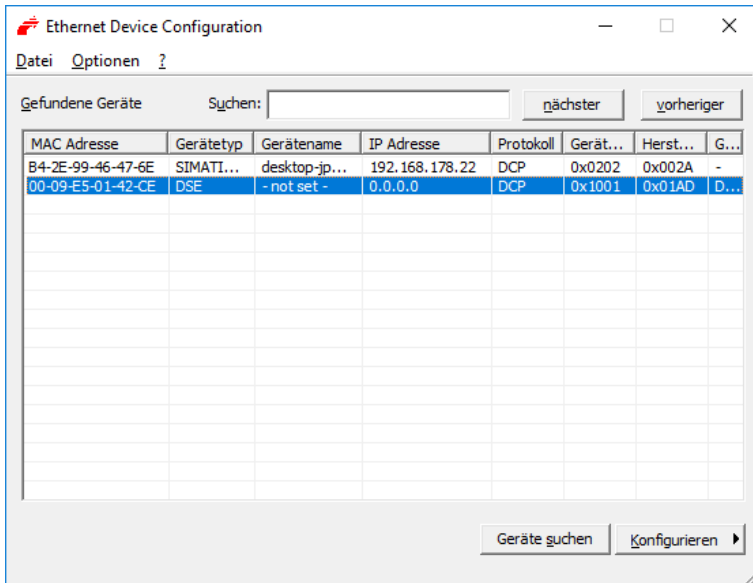 Ethernet Device Configuration
Datei Optionen ?
Gefundene Geräte Suchen: nächster vorheriger
MAC Adresse Gerätetyp Gerätename IP Adresse Protokoll Gerät... Herst... G...
B4-2E-99-46-47-6E SIMATI... desktop-jp... 192.168.178.22 DCP 0x0202 0x002A -
00-09-E5-01-42-CE DSE - not set - 0.0.0.0 DCP 0x1001 0x01AD D...
Geräte suchen Konfigurieren